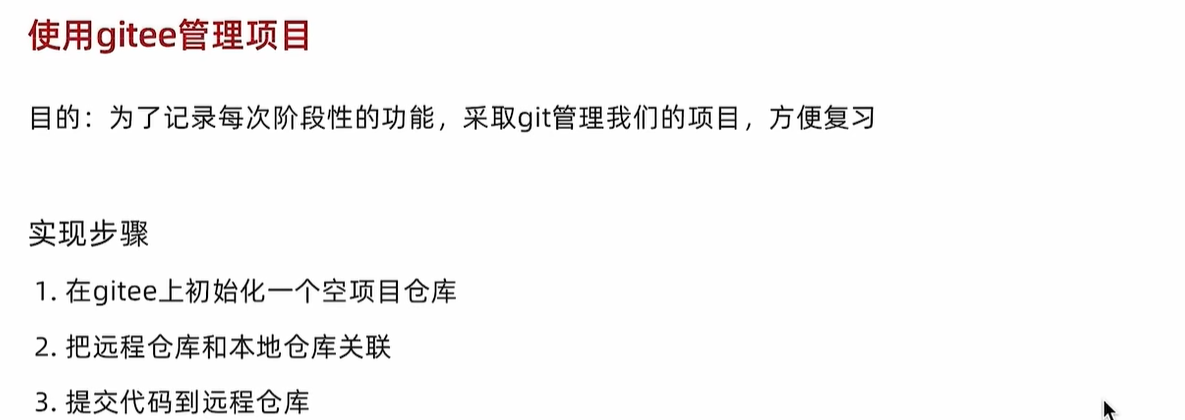 使用gitee管理项目
目的：为了记录每次阶段性的功能，采取git管理我们的项目，方便复习
实现步骤
1. 在gitee上初始化一个空项目仓库
2. 把远程仓库和本地仓库关联
3. 提交代码到远程仓库